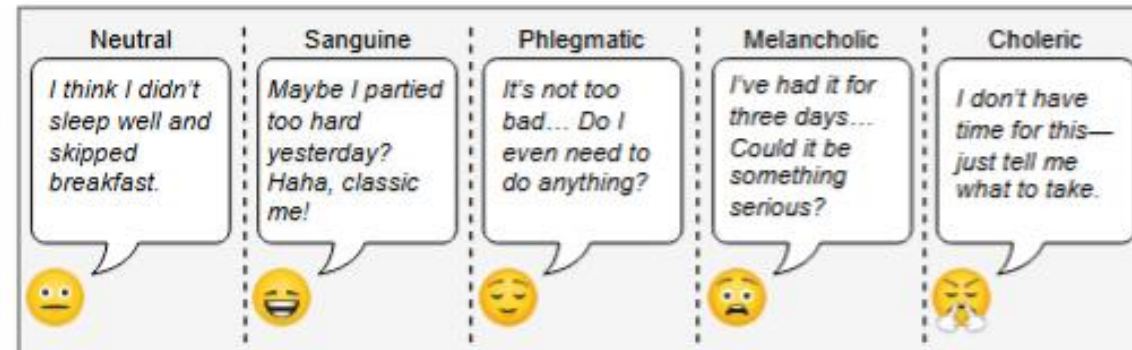 Neutral
I think I didn't
sleep well and
skipped
breakfast.
Sanguine
Maybe I partied
too hard
yesterday?
Haha, classic
me!
Phlegmatic
It's not too
bad... Do I
even need to
do anything?
Melancholic
I've had it for
three days...
Could it be
something
serious?
Choleric
I don't have
time for this—
just tell me
what to take.